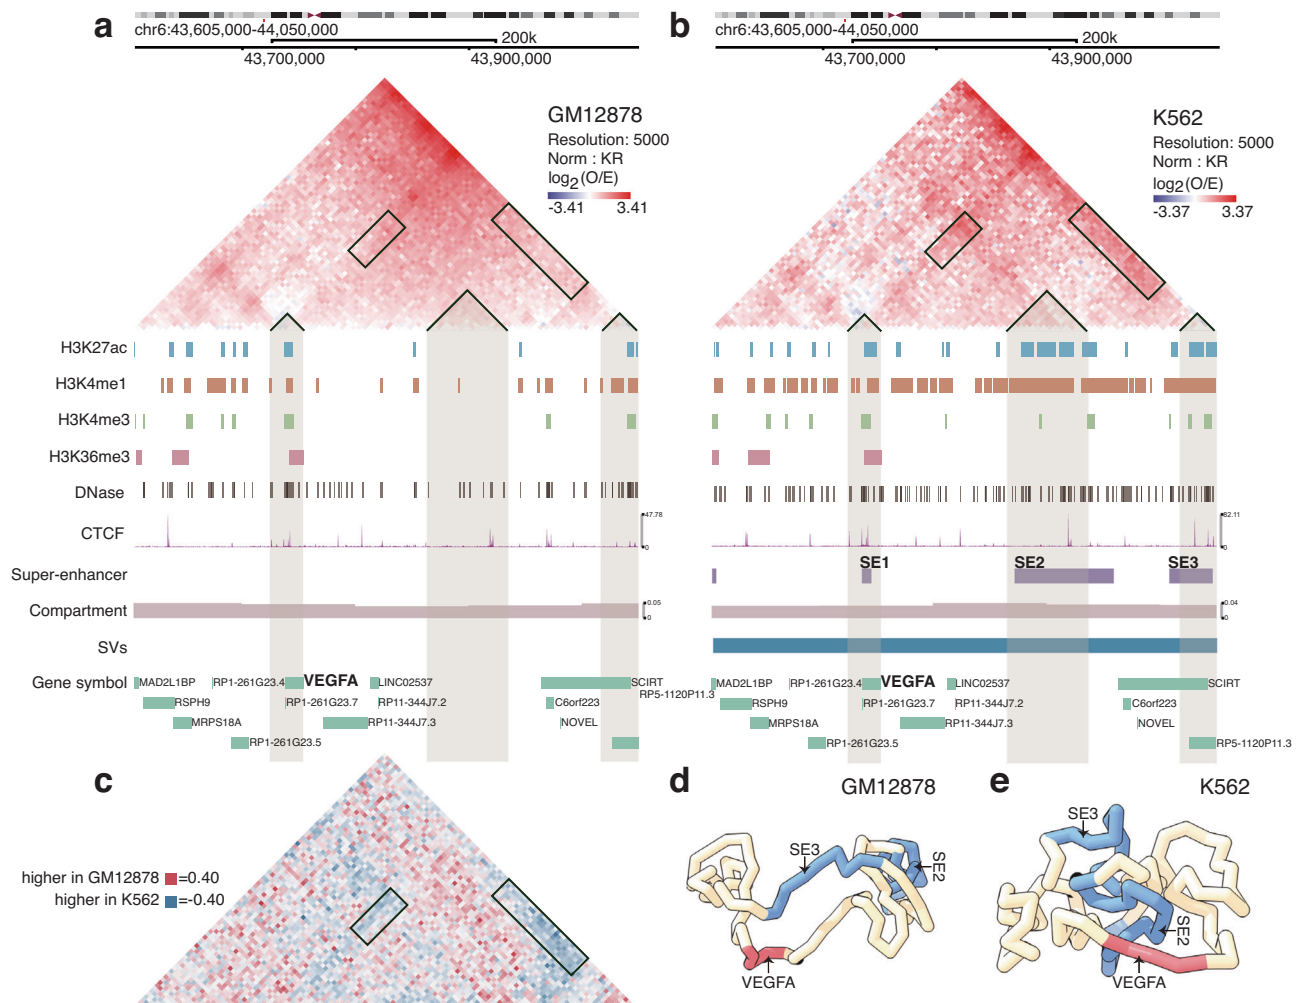 a
chr6:43,605,000-44,050,000
200k
43,700,000
43,900,000
GM12878
Resolution: 5000
Norm : KR
log2(O/E)
-3.41
3.41
b
chr6:43,605,000-44,050,000
200k
43,700,000
43,900,000
K562
Resolution: 5000
Norm : KR
log2(O/E)
-3.37
3.37
H3K27ac
H3K4me1
H3K4me3
H3K36me3
DNase
CTCF
47.78
0
82.11
0
Super-enhancer
SE1
SE2
SE3
Compartment
0.05
0
0.04
0
SVs
Gene symbol
MAD2L1BP
RP1-261G23.4
VEGFA
LINC02537
SCIRT
RP5-1120P11.3
RSPH9
RP1-261G23.7
RP11-344J7.2
C6orf223
MRPS18A
RP11-344J7.3
NOVEL
RP1-261G23.5
MAD2L1BP
RP1-261G23.4
VEGFA
LINC02537
SCIRT
RSPH9
RP1-261G23.7
RP11-344J7.2
C6orf223
MRPS18A
RP11-344J7.3
NOVEL
RP1-261G23.5
RP5-1120P11.3
c
higher in GM12878 =0.40
higher in K562 =-0.40
d
GM12878
SE3
SE2
VEGFA
e
K562
SE3
SE2
VEGFA